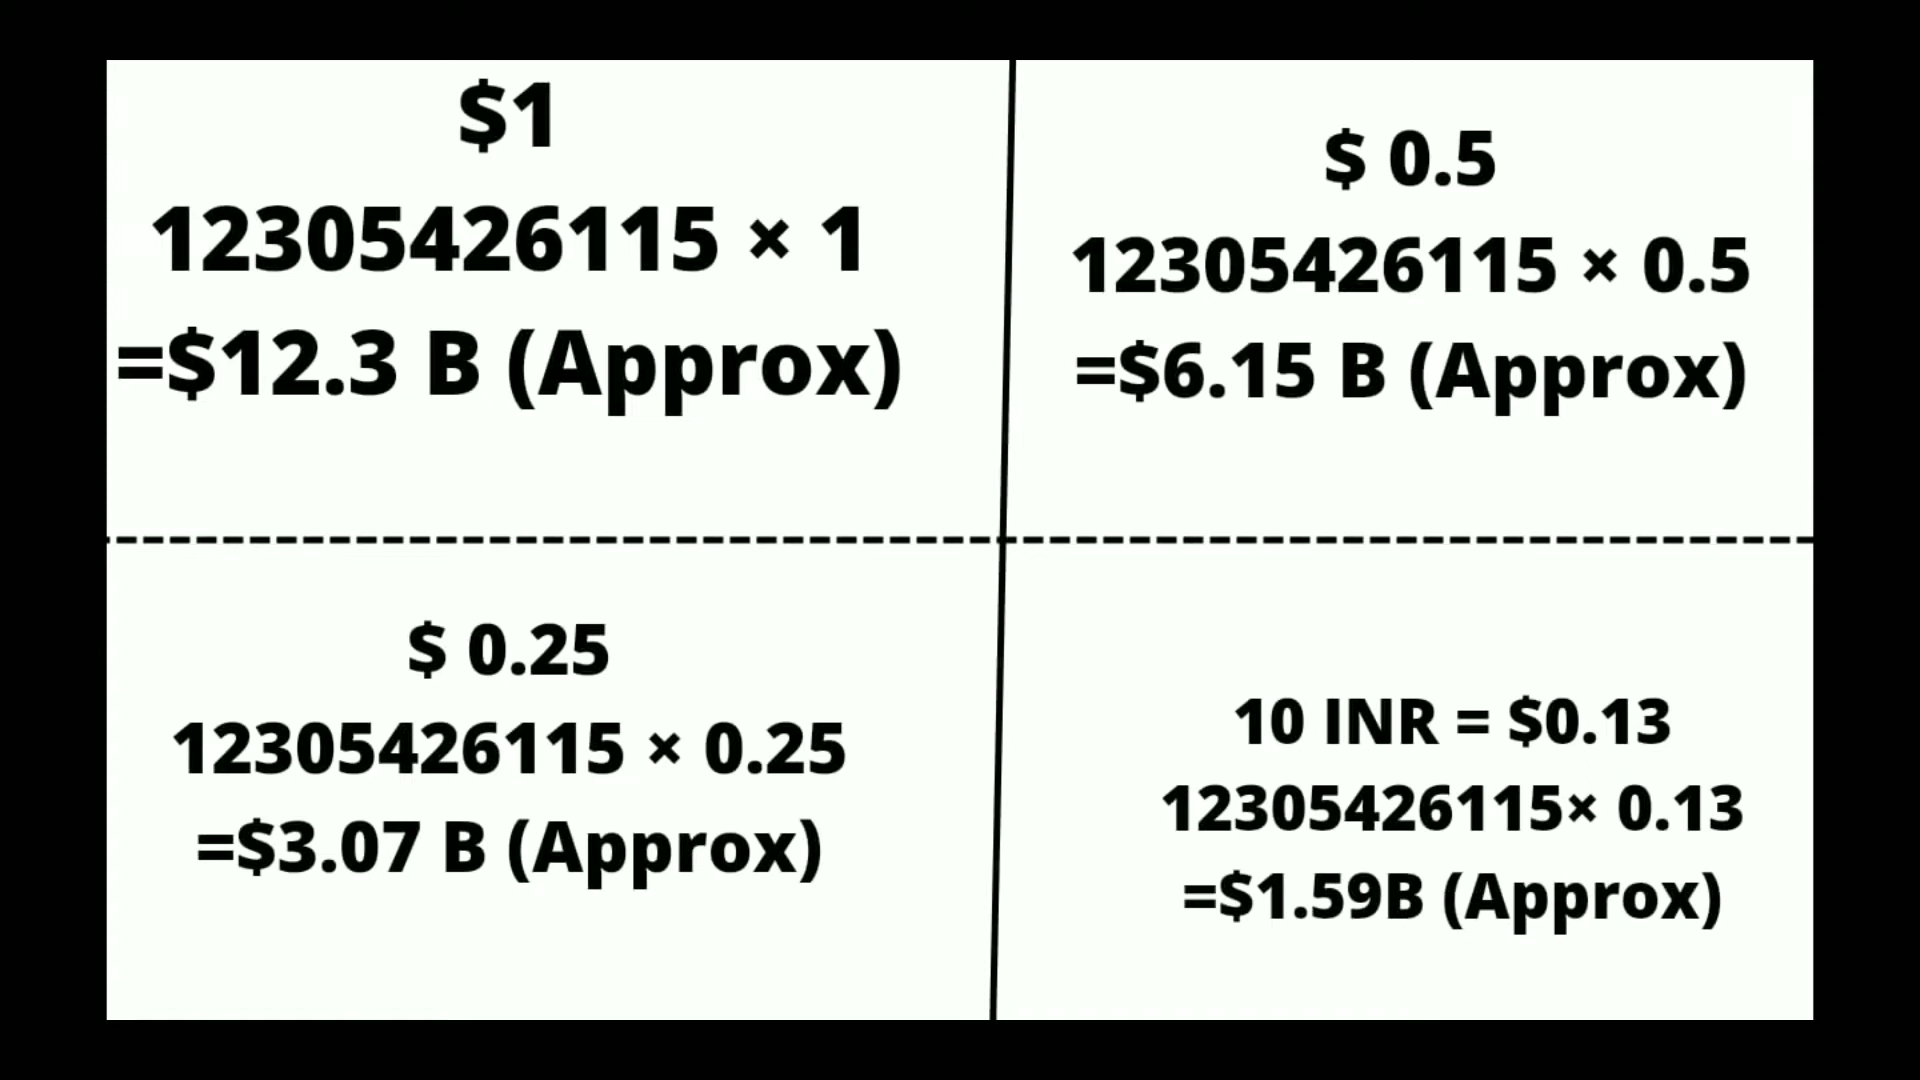 $1
12305426115 × 1
=$12.3 B (Approx)
$ 0.5
12305426115 × 0.5
=$6.15 B (Approx)
$ 0.25
12305426115 × 0.25
=$3.07 B (Approx)
10 INR = $0.13
12305426115× 0.13
=$1.59B (Approx)